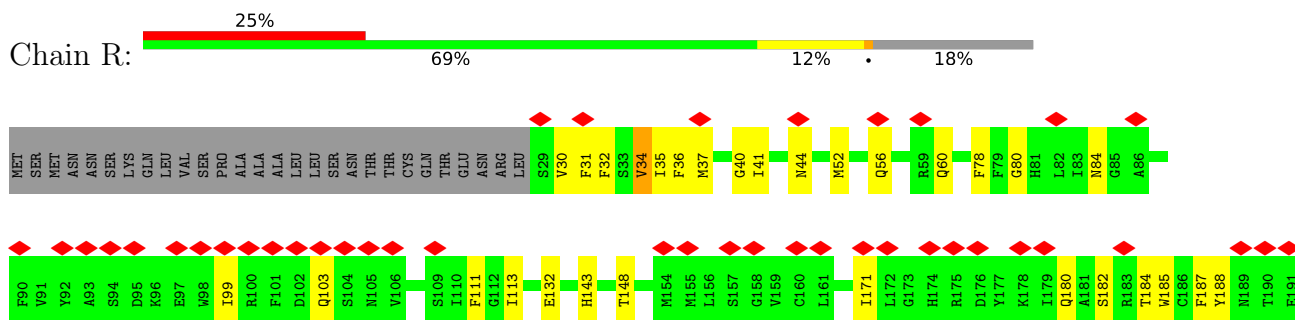 25%
Chain R:
69% 12% . 18%
MET SER MET ASN ASN SER LYS GLN LEU VAL SER PRO ALA ALA ALA LEU LEU SER ASN THR THR CYS GLN THR GLU ASN ARG LEU S29 V30 F31 F32 S33 V34 I35 F36 M37 G40 I41 N44 M52 Q56 R59 Q60 F78 F79 G80 H81 L82 I83 N84 G85 A86
F90 V91 Y92 A93 S94 D95 K96 E97 W98 I99 R100 F101 D102 Q103 S104 N105 V106 S109 I110 F111 G112 I113 E132 H143 T148 M154 M155 L156 S157 G158 V159 C160 L161 I171 L172 G173 H174 R175 D176 Y177 K178 I179 Q180 A181 S182 R183 T184 W185 C186 F187 Y188 N189 T190 F191